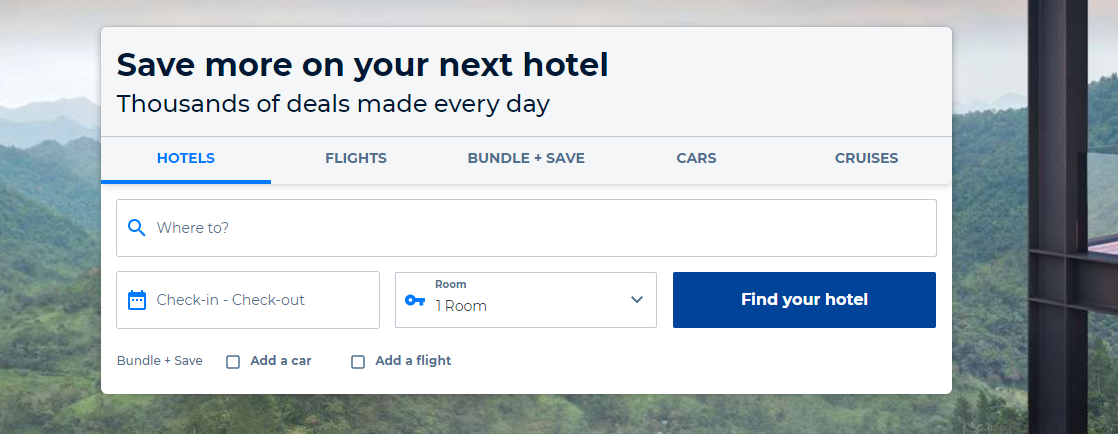 Save more on your next hotel
Thousands of deals made every day
HOTELS FLIGHTS BUNDLE + SAVE CARS CRUISES
Where to?
Check-in - Check-out
Room
1 Room
Find your hotel
Bundle + Save Add a car Add a flight